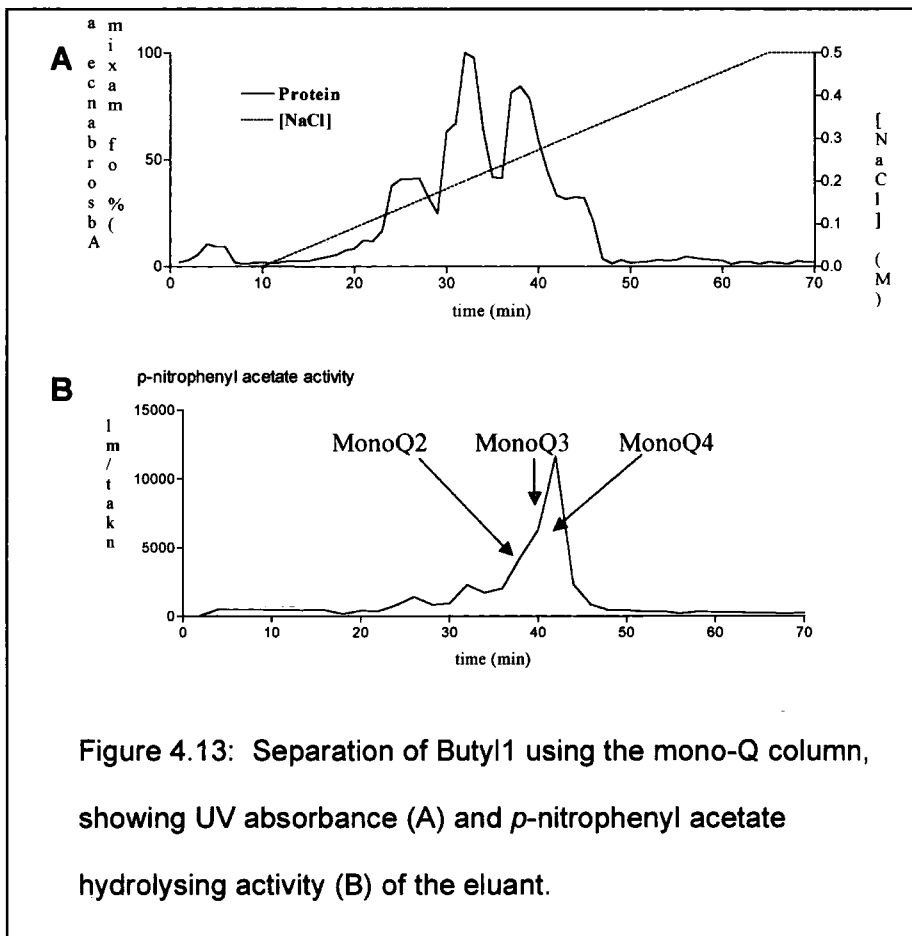 A
Absorbance a
(% of maxim
100
50
0
Protein
[NaCl]
0.5
0.4
0.3
0.2
0.1
0.0
[NaCl] (M)
0 10 20 30 40 50 60 70
time (min)
B
p-nitrophenyl acetate activity
nkat/ml
15000
10000
5000
0
MonoQ2 MonoQ3 MonoQ4
0 10 20 30 40 50 60 70
time (min)
Figure 4.13: Separation of Butyl1 using the mono-Q column,
showing UV absorbance (A) and p-nitrophenyl acetate
hydrolysing activity (B) of the eluant.